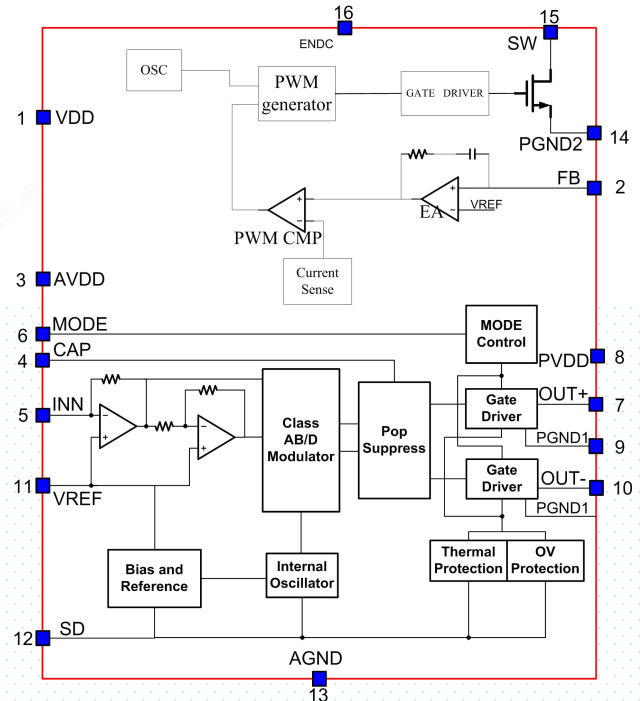 16
15
ENDC
SW
OSC
PWM
generator
GATE DRIVER
1 VDD
PGND2
14
FB
2
+
−
EA
VREF
+
−
PWM CMP
Current
Sense
3 AVDD
6 MODE
MODE
Control
PVDD
8
4 CAP
5 INN
−
+
−
+
Class
AB/D
Modulator
Pop
Suppress
Gate
Driver
OUT+
7
PGND1
9
11 VREF
Gate
Driver
OUT-
10
PGND1
Bias and
Reference
Internal
Oscillator
Thermal
Protection
OV
Protection
12 SD
AGND
13